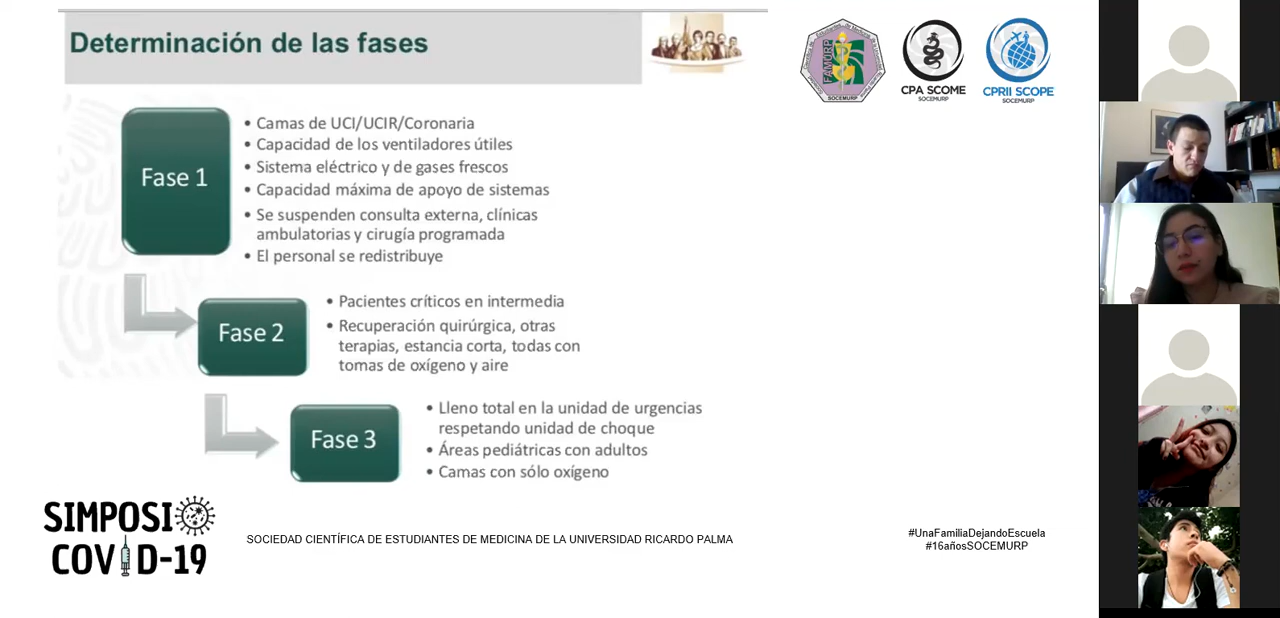 Determinación de las fases
FAMURP
SOCEMURP
CPA SCOME
SOCEMURP
CPRII SCOPE
SOCEMURP
Fase 1
• Camas de UCI/UCIR/Coronaria
• Capacidad de los ventiladores útiles
• Sistema eléctrico y de gases frescos
• Capacidad máxima de apoyo de sistemas
• Se suspenden consulta externa, clínicas
ambulatorias y cirugía programada
• El personal se redistribuye
Fase 2
• Pacientes críticos en intermedia
• Recuperación quirúrgica, otras
terapias, estancia corta, todas con
tomas de oxígeno y aire
Fase 3
• Lleno total en la unidad de urgencias
respetando unidad de choque
• Áreas pediátricas con adultos
• Camas con sólo oxígeno
SIMPOSIO
COVID-19
SOCIEDAD CIENTÍFICA DE ESTUDIANTES DE MEDICINA DE LA UNIVERSIDAD RICARDO PALMA
#UnaFamiliaDejandoEscuela
#16añosSOCEMURP